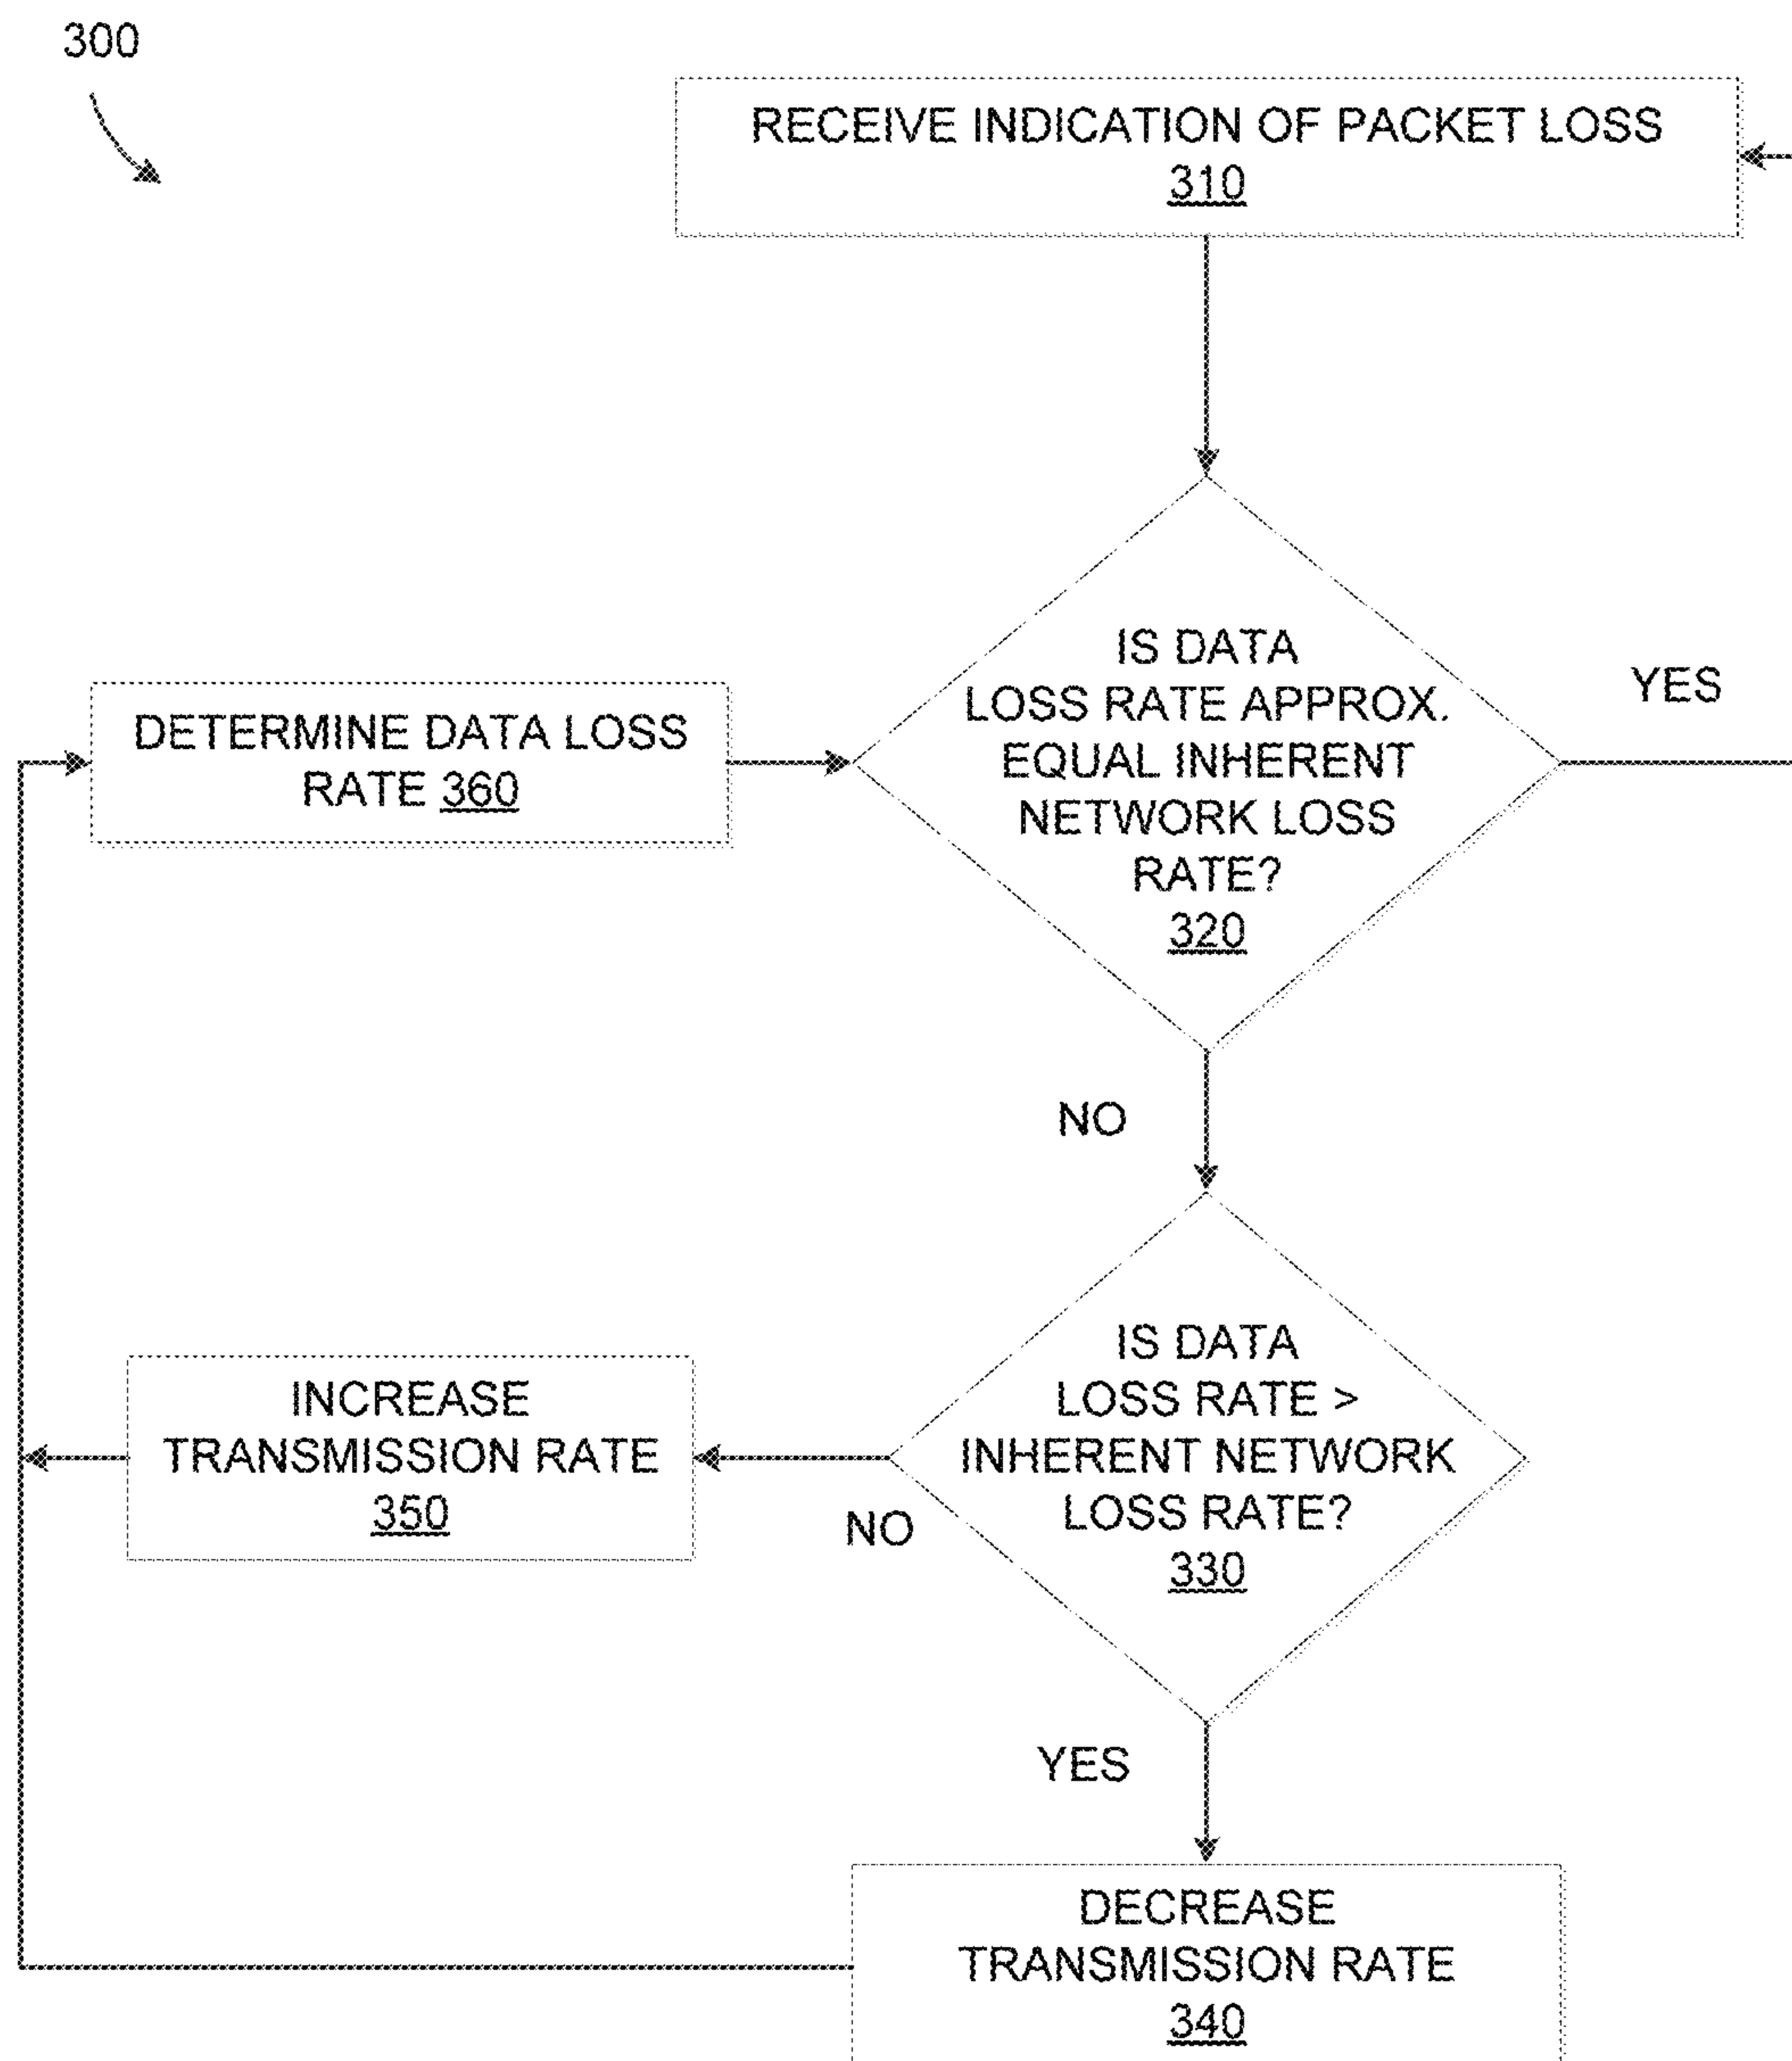 300
RECEIVE INDICATION OF PACKET LOSS
310
IS DATA
LOSS RATE APPROX.
EQUAL INHERENT
NETWORK LOSS
RATE?
320
YES
DETERMINE DATA LOSS
RATE 360
NO
IS DATA
LOSS RATE >
INHERENT NETWORK
LOSS RATE?
330
INCREASE
TRANSMISSION RATE
350
NO
YES
DECREASE
TRANSMISSION RATE
340